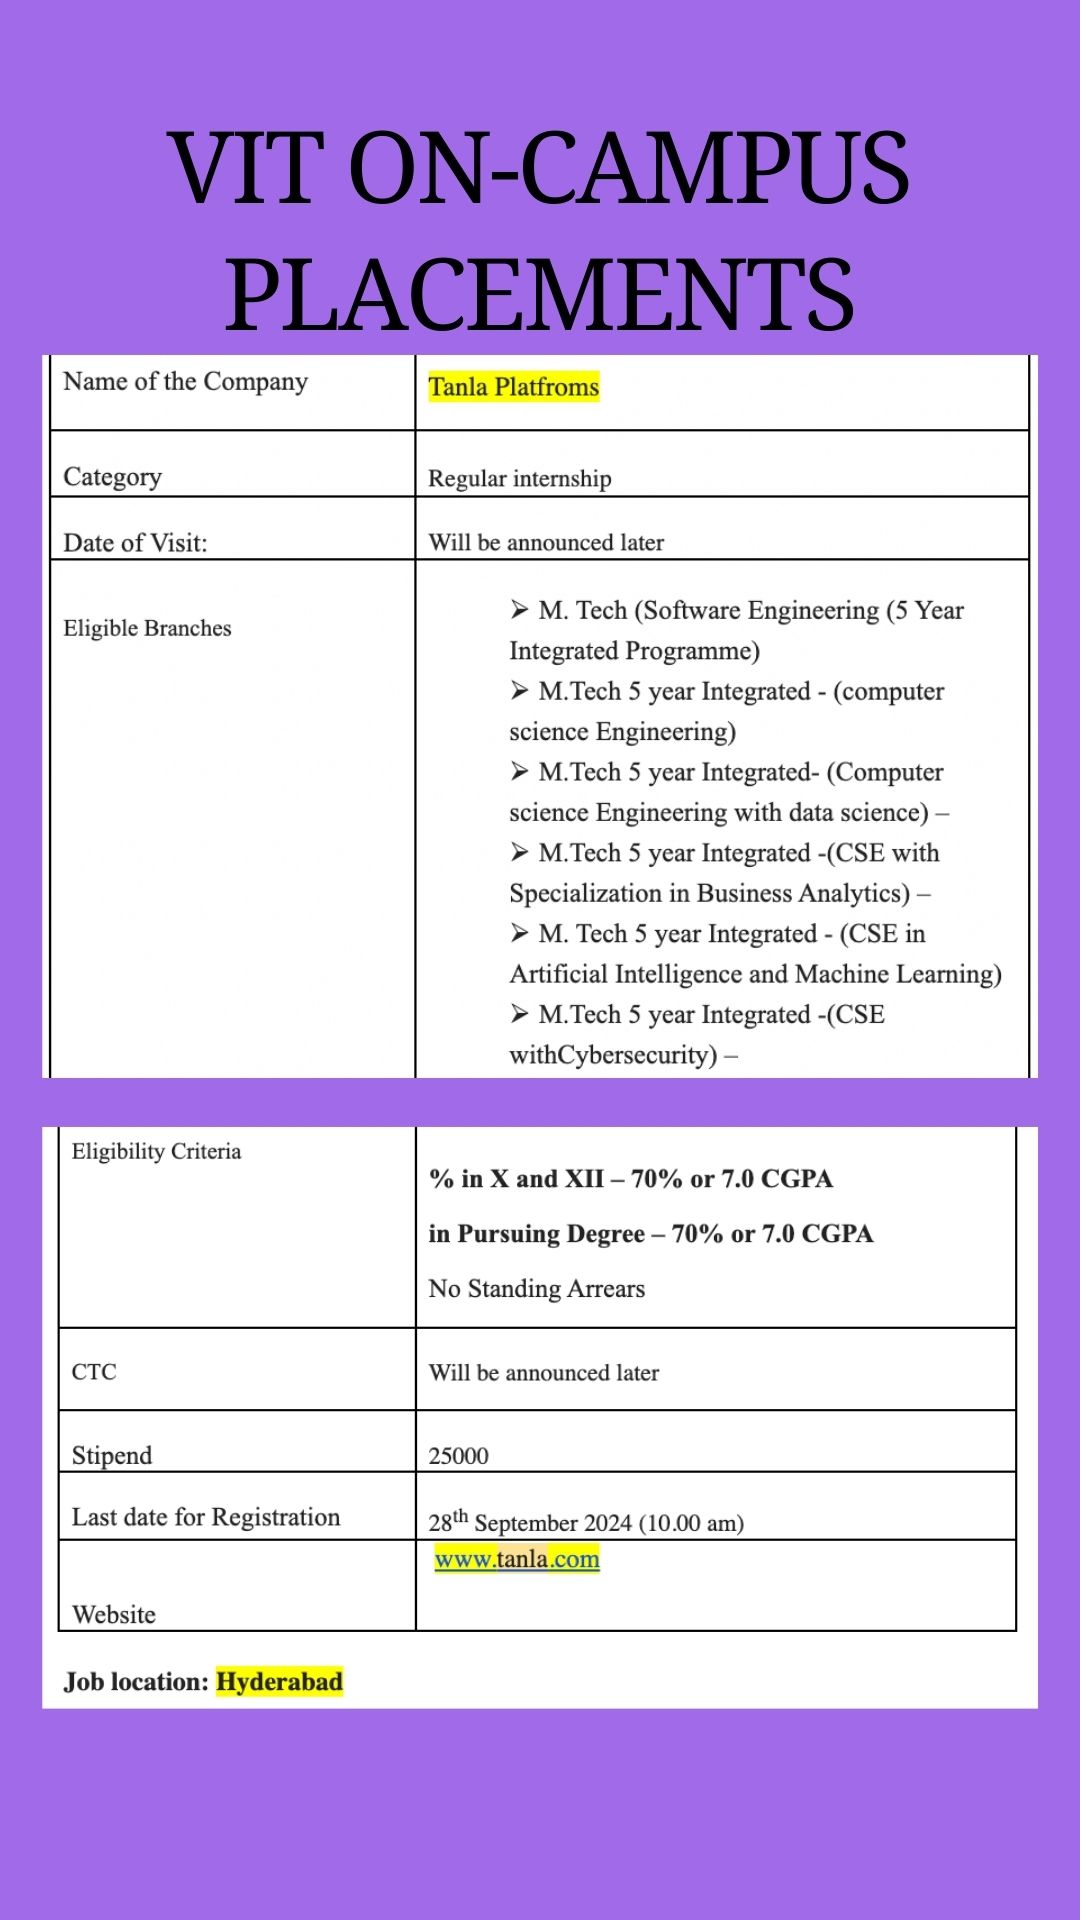 VIT ON-CAMPUS
PLACEMENTS
Name of the Company
Tanla Platfroms
Category
Regular internship
Date of Visit:
Will be announced later
Eligible Branches
➢ M. Tech (Software Engineering (5 Year
Integrated Programme)
➢ M.Tech 5 year Integrated - (computer
science Engineering)
➢ M.Tech 5 year Integrated- (Computer
science Engineering with data science) –
➢ M.Tech 5 year Integrated -(CSE with
Specialization in Business Analytics) –
➢ M. Tech 5 year Integrated - (CSE in
Artificial Intelligence and Machine Learning)
➢ M.Tech 5 year Integrated -(CSE
withCybersecurity) –
Eligibility Criteria
% in X and XII – 70% or 7.0 CGPA
in Pursuing Degree – 70% or 7.0 CGPA
No Standing Arrears
CTC
Will be announced later
Stipend
25000
Last date for Registration
28th September 2024 (10.00 am)
www.tanla.com
Website
Job location: Hyderabad